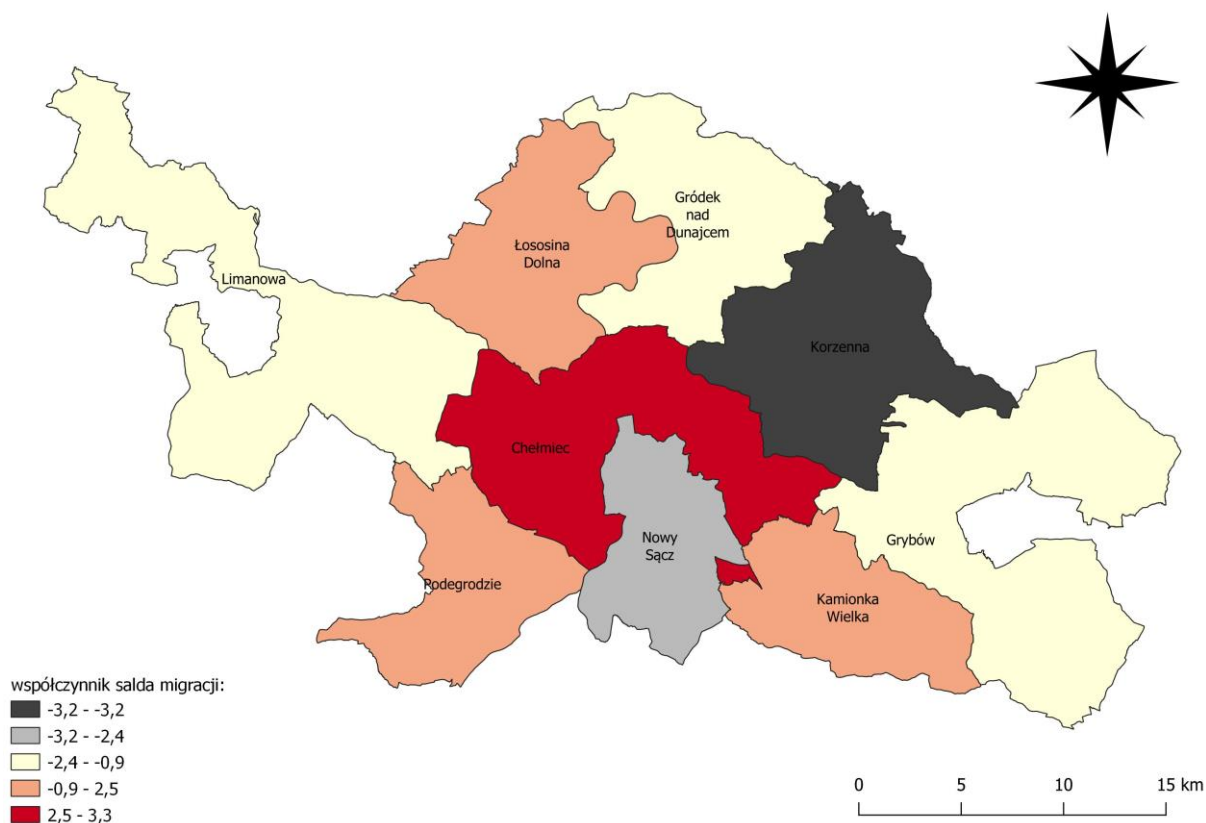 Gródek
nad
Dunajcem
Łososina
Dolna
Limanowa
Korzenna
Chełmiec
Nowy
Sącz
Grybów
Podegrodzie
Kamionka
Wielka
współczynnik salda migracji:
-3,2 - -3,2
-3,2 - -2,4
-2,4 - -0,9
-0,9 - 2,5
2,5 - 3,3
0 5 10 15 km